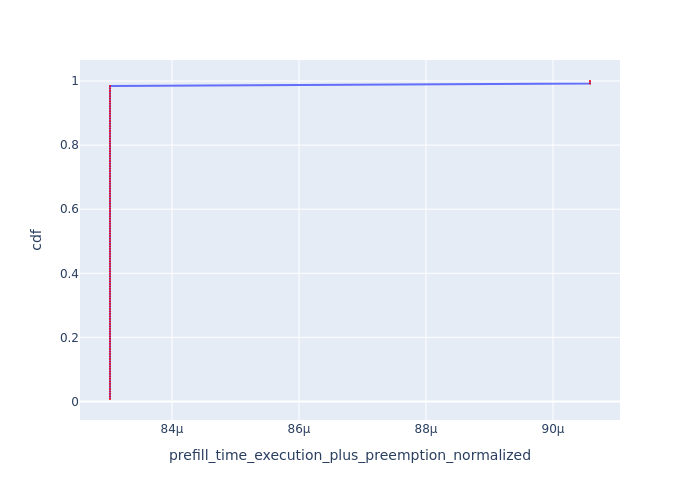 1
0.8
0.6
0.4
0.2
0
cdf
84μ
86μ
88μ
90μ
prefill_time_execution_plus_preemption_normalized